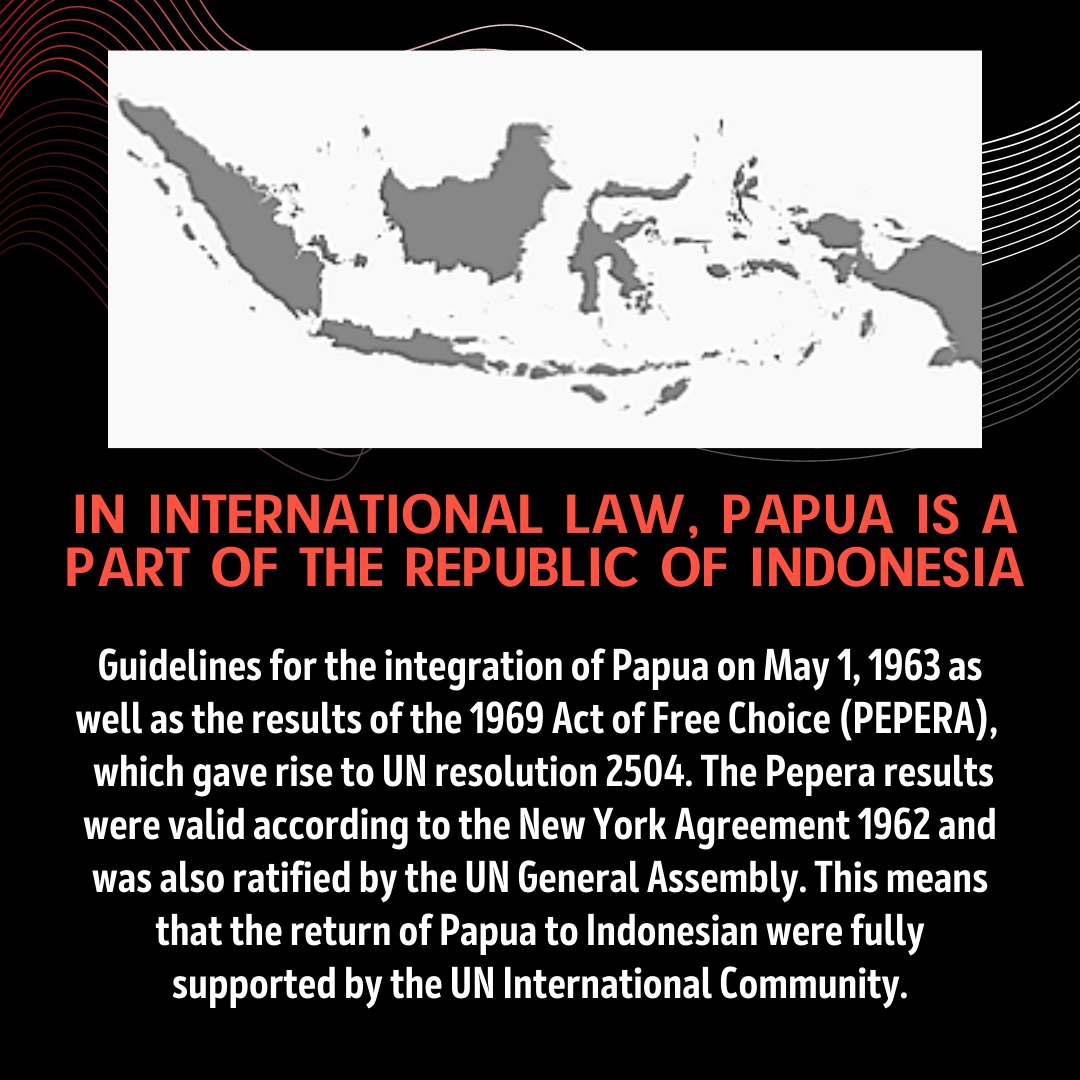 IN INTERNATIONAL LAW, PAPUA IS A
PART OF THE REPUBLIC OF INDONESIA
Guidelines for the integration of Papua on May 1, 1963 as
well as the results of the 1969 Act of Free Choice (PEPERA),
which gave rise to UN resolution 2504. The Pepera results
were valid according to the New York Agreement 1962 and
was also ratified by the UN General Assembly. This means
that the return of Papua to Indonesian were fully
supported by the UN International Community.